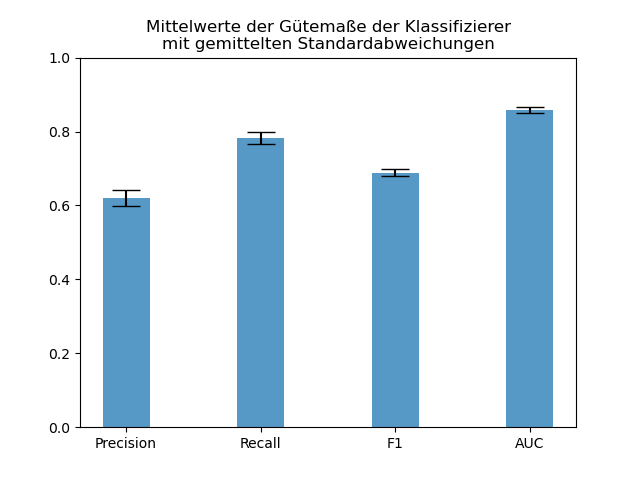 Mittelwerte der Gütemaße der Klassifizierer
mit gemittelten Standardabweichungen
1.0
0.8
0.6
0.4
0.2
0.0
Precision Recall F1 AUC